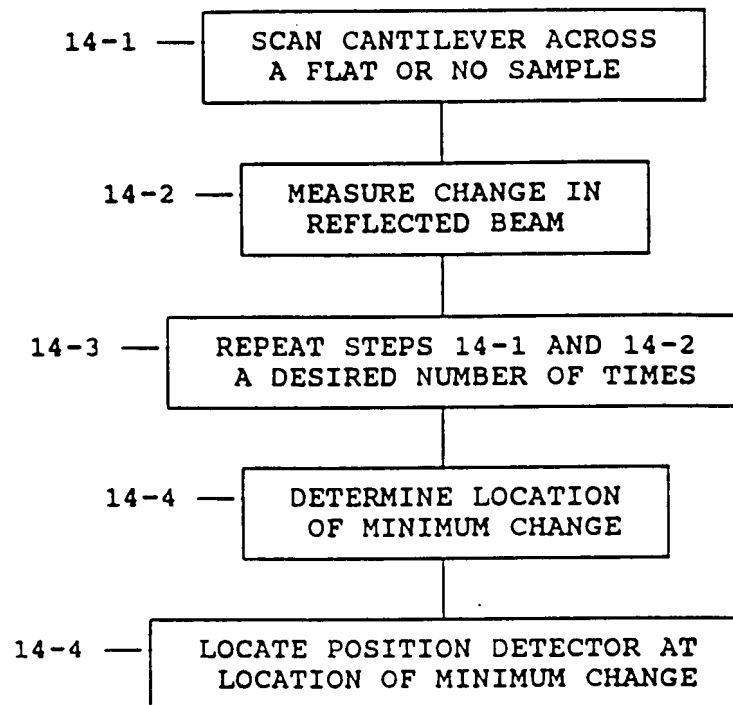 14-1 — SCAN CANTILEVER ACROSS
A FLAT OR NO SAMPLE
14-2 — MEASURE CHANGE IN
REFLECTED BEAM
14-3 — REPEAT STEPS 14-1 AND 14-2
A DESIRED NUMBER OF TIMES
14-4 — DETERMINE LOCATION
OF MINIMUM CHANGE
14-4 — LOCATE POSITION DETECTOR AT
LOCATION OF MINIMUM CHANGE